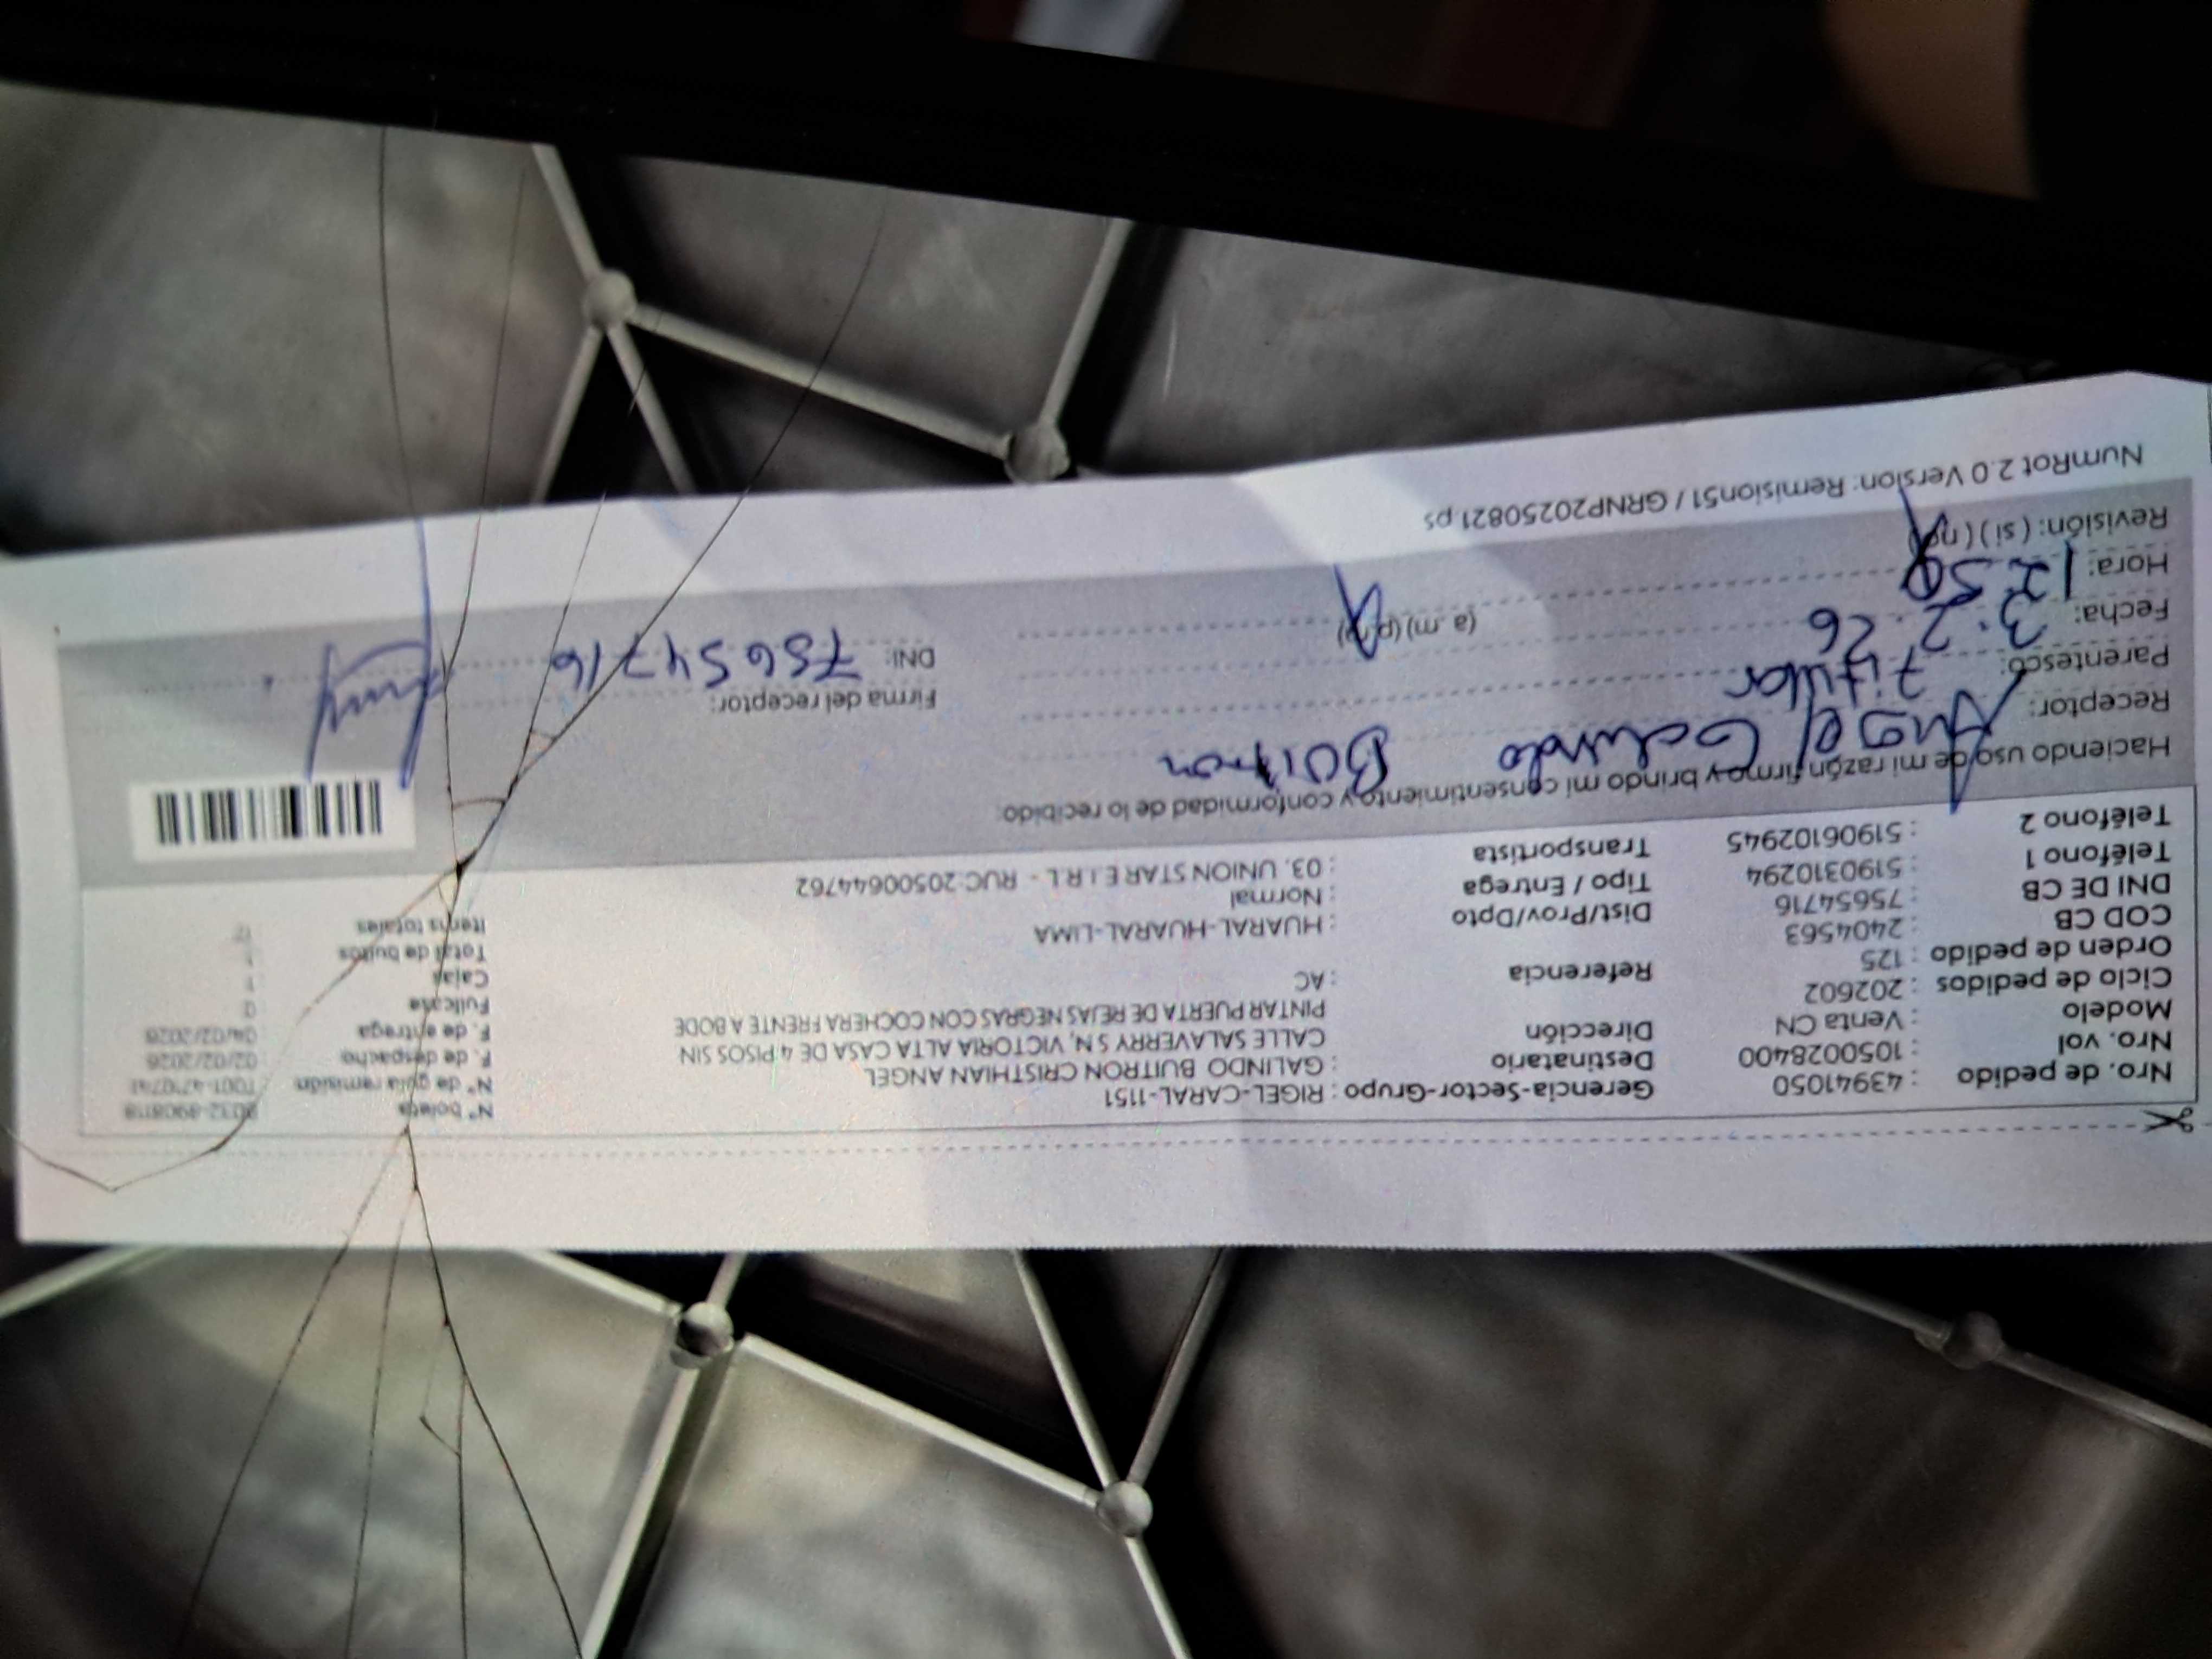 Nro. de pedido : 43941050
Nro. vol : 1050028400
Modelo : Venta CN
Ciclo de pedidos : 202602
Orden de pedido : 125
COD CB : 2404563
DNI DE CB : 75654716
Teléfono 1 : 5190310294
Teléfono 2 : 51906102945
Gerencia-Sector-Grupo : RIGEL-CARAL-1151
Destinatario : GALINDO BUITRON CRISTHIAN ANGEL
Dirección CALLE SALAVERRY S N, VICTORIA ALTA CASA DE 4 PISOS SIN
PINTAR PUERTA DE REJAS NEGRAS CON COCHERA FRENTE A BODE
Referencia : AC
Dist/Prov/Dpto : HUARAL-HUARAL-LIMA
Tipo / Entrega : Normal
Transportista : 03. UNION STAR E I R L - RUC:20500644762
N° boleta
N° de guía remisión
F. de despacho 02/02/2026
F. de entrega 04/02/2026
Fullcase 0
Cajas 1
Total de bultos 1
Items totales
Haciendo uso de mi razón firmo y brindo mi consentimiento y conformidad de lo recibido:
Receptor: Angel Galindo Buitron
Parentesco: Titular
Fecha: 3.2.26
Hora: 12 50 (a. m) (p.m)
Revisión: ( si ) ( no )
Firma del receptor:
DNI: 75654716
NumRot 2.0 Version: Remision51 / GRNP20250821.ps